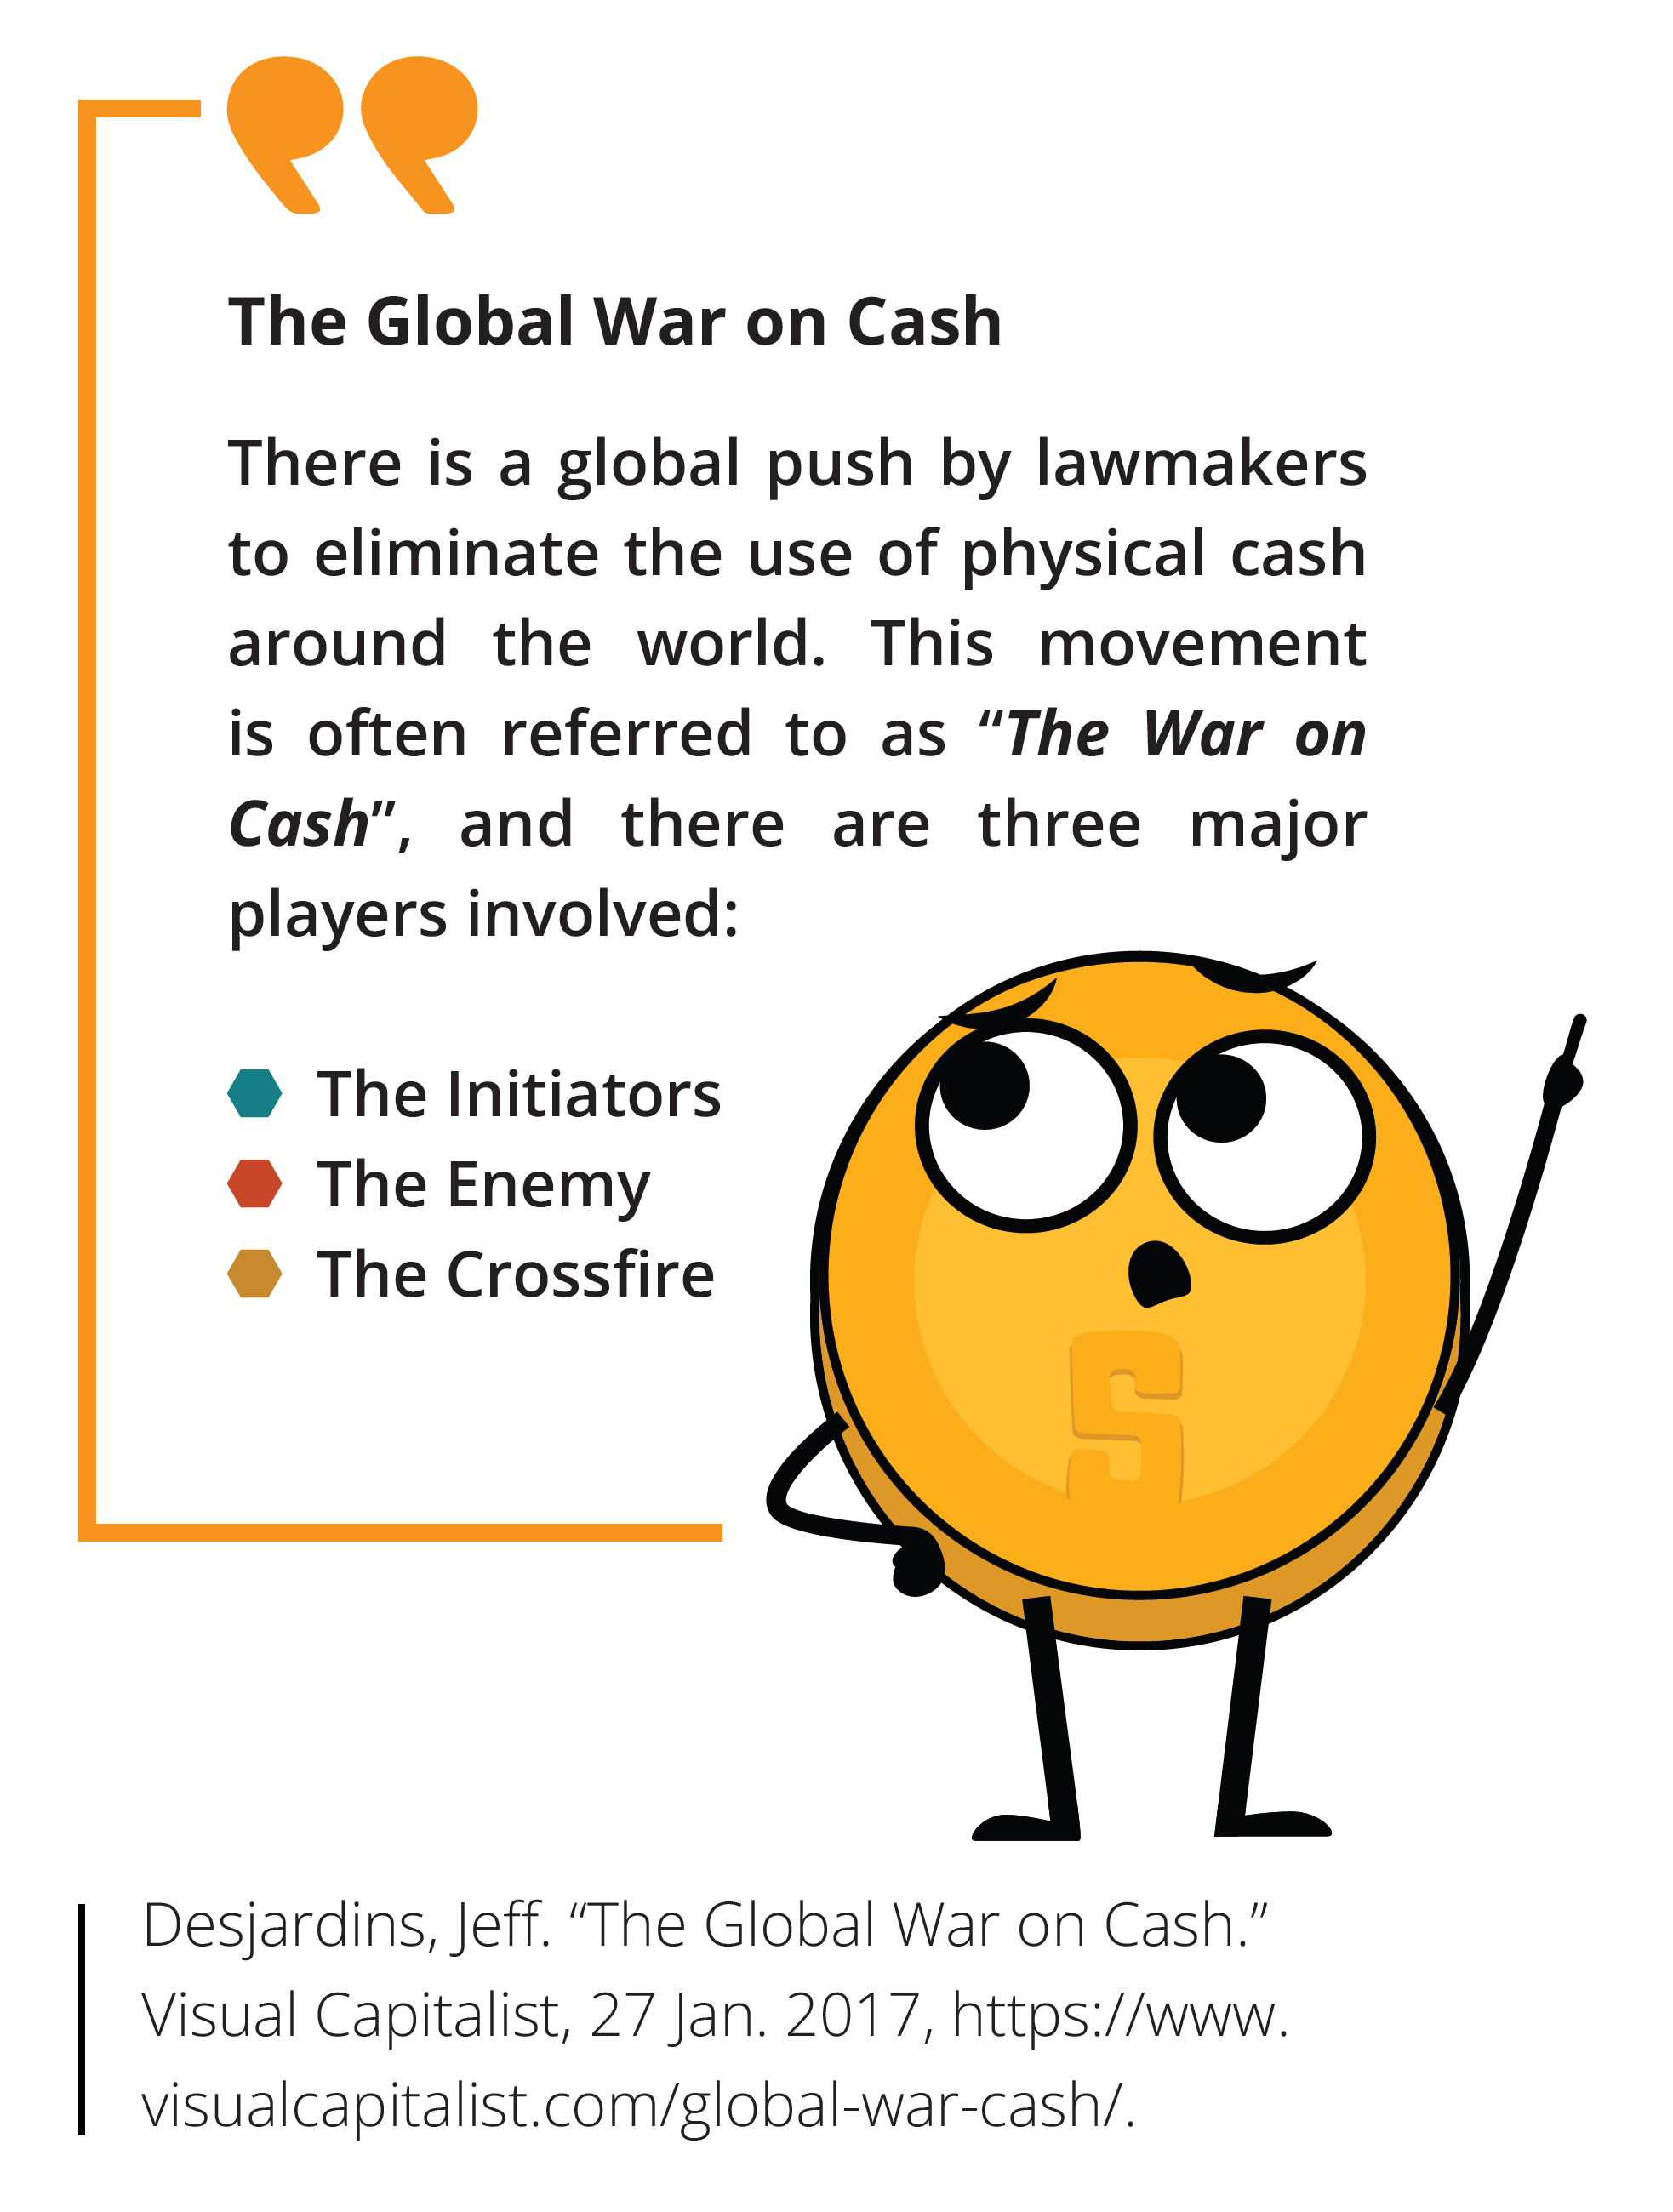 The Global War on Cash
There is a global push by lawmakers
to eliminate the use of physical cash
around the world. This movement
is often referred to as “The War on
Cash”, and there are three major
players involved:
The Initiators
The Enemy
The Crossfire
S
Desjardins, Jeff. “The Global War on Cash.”
Visual Capitalist, 27 Jan. 2017, https://www.
visualcapitalist.com/global-war-cash/.